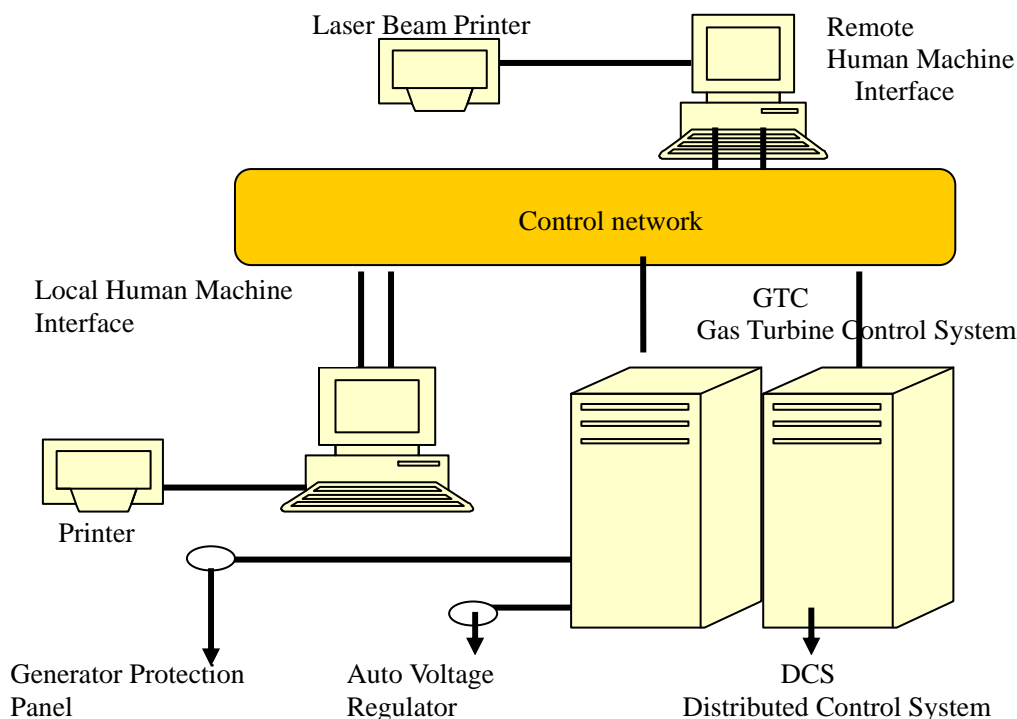 Laser Beam Printer
Remote
Human Machine
Interface
Control network
Local Human Machine
Interface
GTC
Gas Turbine Control System
Printer
Generator Protection
Panel
Auto Voltage
Regulator
DCS
Distributed Control System